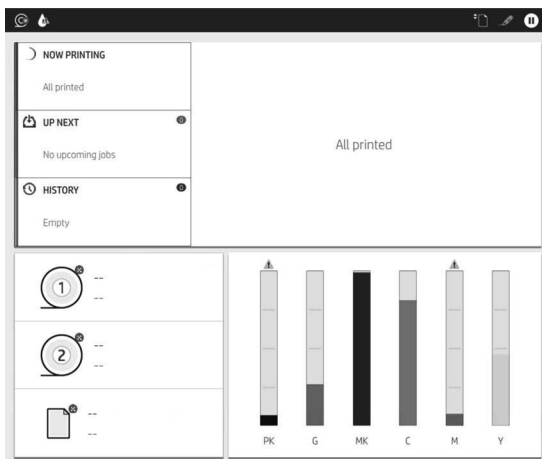 NOW PRINTING
All printed
UP NEXT
0
No upcoming jobs
HISTORY
0
Empty
All printed
1
--
--
2
--
--
--
--
PK G MK C M Y